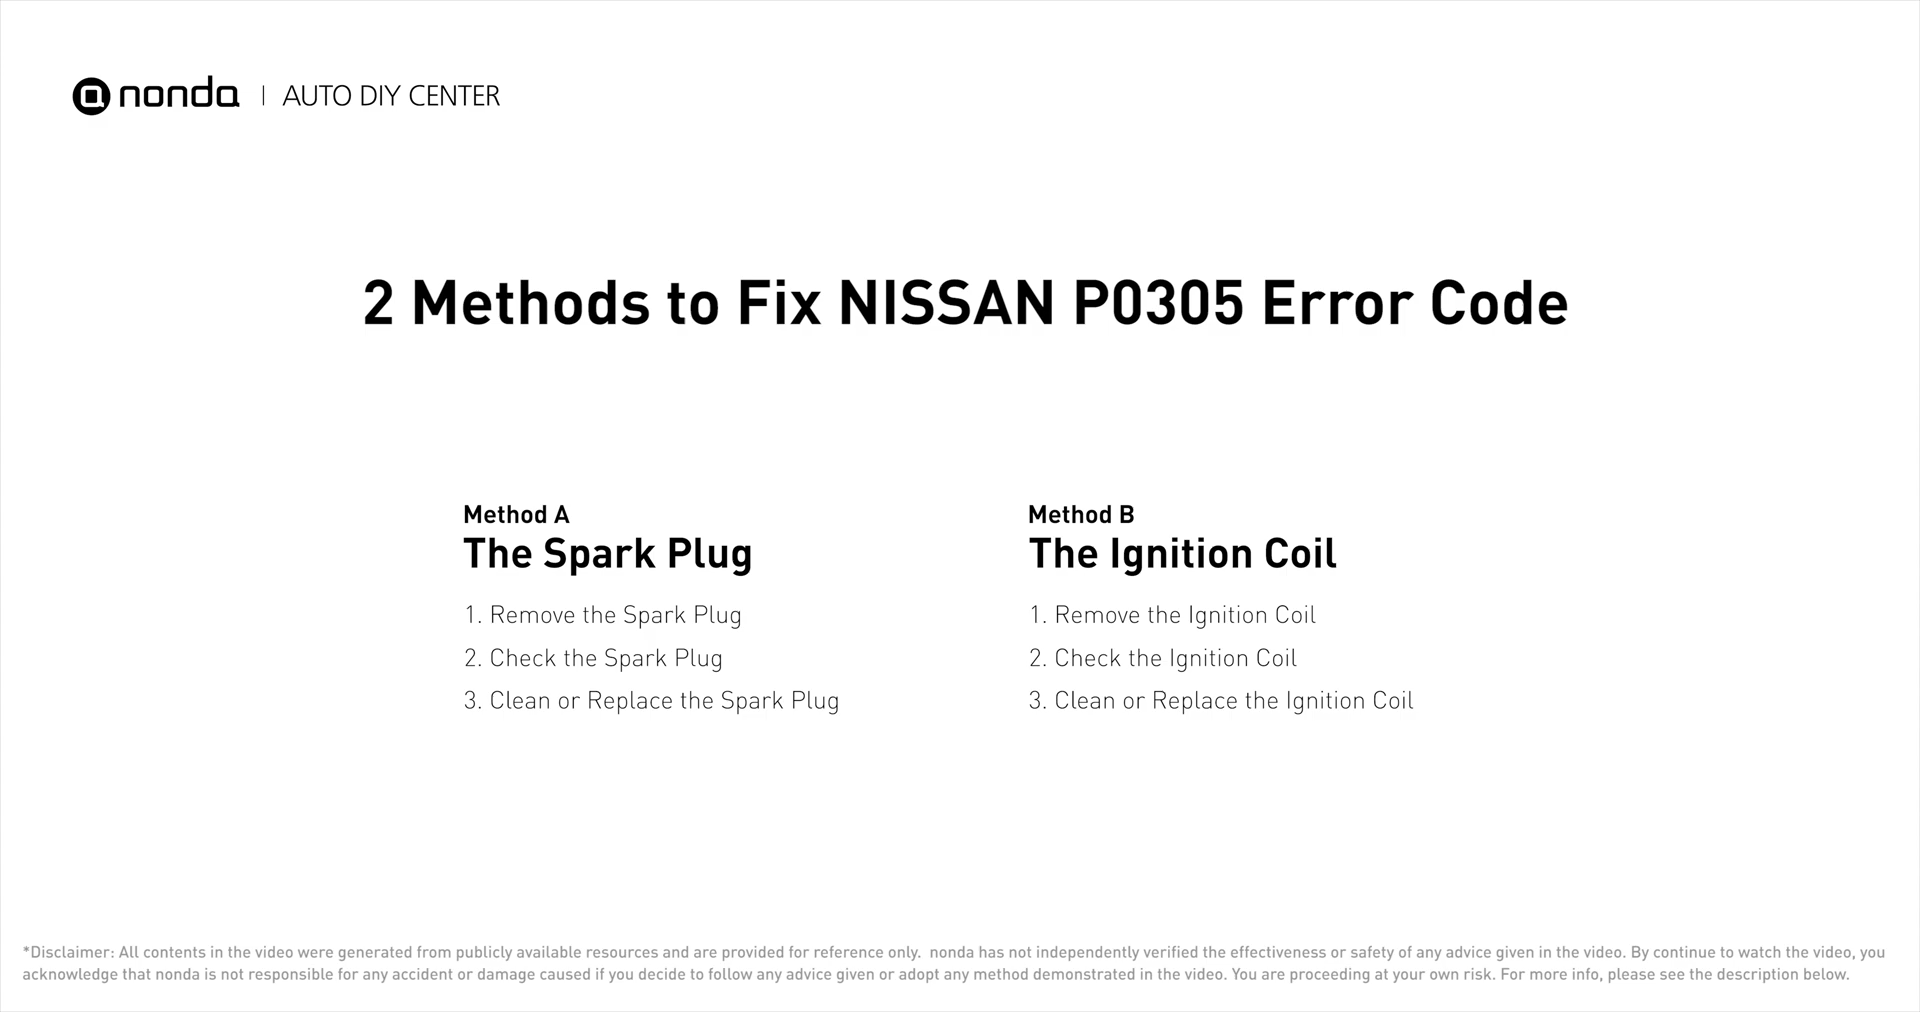 nonda | AUTO DIY CENTER
2 Methods to Fix NISSAN P0305 Error Code
Method A
The Spark Plug
1. Remove the Spark Plug
2. Check the Spark Plug
3. Clean or Replace the Spark Plug
Method B
The Ignition Coil
1. Remove the Ignition Coil
2. Check the Ignition Coil
3. Clean or Replace the Ignition Coil
*Disclaimer: All contents in the video were generated from publicly available resources and are provided for reference only. nonda has not independently verified the effectiveness or safety of any advice given in the video. By continue to watch the video, you
acknowledge that nonda is not responsible for any accident or damage caused if you decide to follow any advice given or adopt any method demonstrated in the video. You are proceeding at your own risk. For more info, please see the description below.